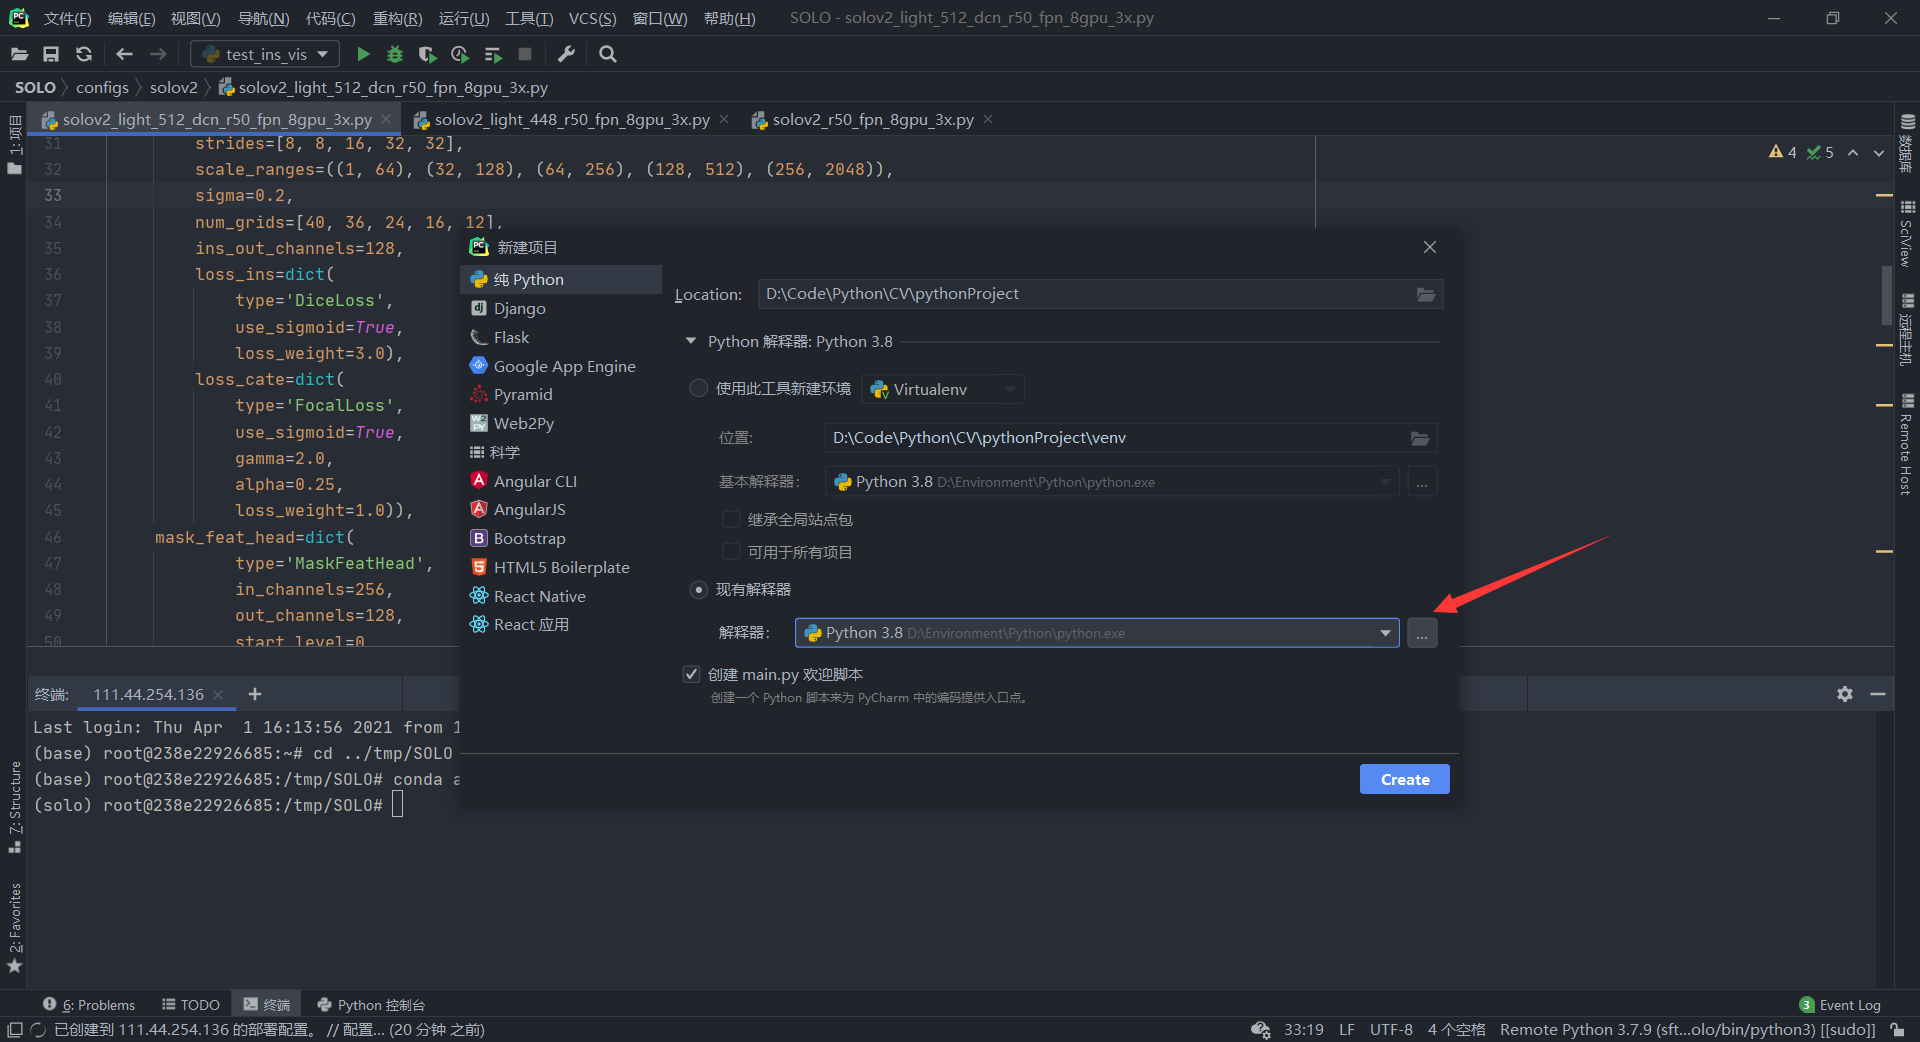 文件(F) 编辑(E) 视图(V) 导航(N) 代码(C) 重构(R) 运行(U) 工具(T) VCS(S) 窗口(W) 帮助(H) SOLO - solov2_light_512_dcn_r50_fpn_8gpu_3x.py
test_ins_vis
SOLO configs solov2 solov2_light_512_dcn_r50_fpn_8gpu_3x.py
solov2_light_512_dcn_r50_fpn_8gpu_3x.py solov2_light_448_r50_fpn_8gpu_3x.py solov2_r50_fpn_8gpu_3x.py
4 5
31 strides=[8, 8, 16, 32, 32],
32 scale_ranges=((1, 64), (32, 128), (64, 256), (128, 512), (256, 2048)),
33 sigma=0.2,
34 num_grids=[40, 36, 24, 16, 12],
35 ins_out_channels=128,
36 loss_ins=dict(
37 type='DiceLoss',
38 use_sigmoid=True,
39 loss_weight=3.0),
40 loss_cate=dict(
41 type='FocalLoss',
42 use_sigmoid=True,
43 gamma=2.0,
44 alpha=0.25,
45 loss_weight=1.0)),
46 mask_feat_head=dict(
47 type='MaskFeatHead',
48 in_channels=256,
49 out_channels=128,
50 start_level=0
1: 项目
7: Structure
2: Favorites
数据库
SciView
远程主机
Remote Host
新建项目
纯 Python
Django
Flask
Google App Engine
Pyramid
Web2Py
科学
Angular CLI
AngularJS
Bootstrap
HTML5 Boilerplate
React Native
React 应用
Location: D:\Code\Python\CV\pythonProject
Python 解释器: Python 3.8
使用此工具新建环境 Virtualenv
位置: D:\Code\Python\CV\pythonProject\venv
基本解释器: Python 3.8 D:\Environment\Python\python.exe ...
继承全局站点包
可用于所有项目
现有解释器
解释器: Python 3.8 D:\Environment\Python\python.exe ...
创建 main.py 欢迎脚本
创建一个 Python 脚本来为 PyCharm 中的编码提供入口点。
Create
终端: 111.44.254.136
Last login: Thu Apr  1 16:13:56 2021 from 1
(base) root@238e22926685:~# cd ../tmp/SOLO
(base) root@238e22926685:/tmp/SOLO# conda a
(solo) root@238e22926685:/tmp/SOLO#
6: Problems TODO 终端 Python 控制台 3 Event Log
已创建到 111.44.254.136 的部署配置。 // 配置... (20 分钟 之前) 33:19 LF UTF-8 4 个空格 Remote Python 3.7.9 (sft...olo/bin/python3) [[sudo]]